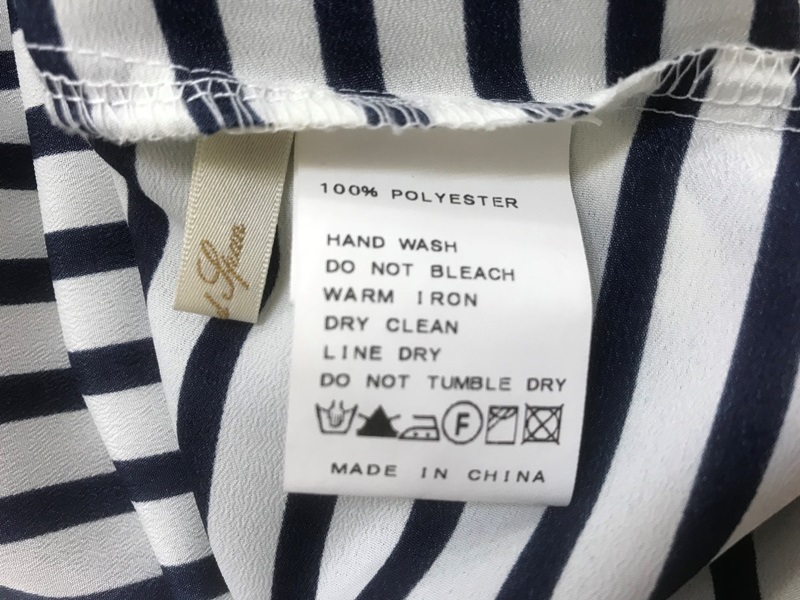 100% POLYESTER
HAND WASH
DO NOT BLEACH
WARM IRON
DRY CLEAN
LINE DRY
DO NOT TUMBLE DRY
F
MADE IN CHINA